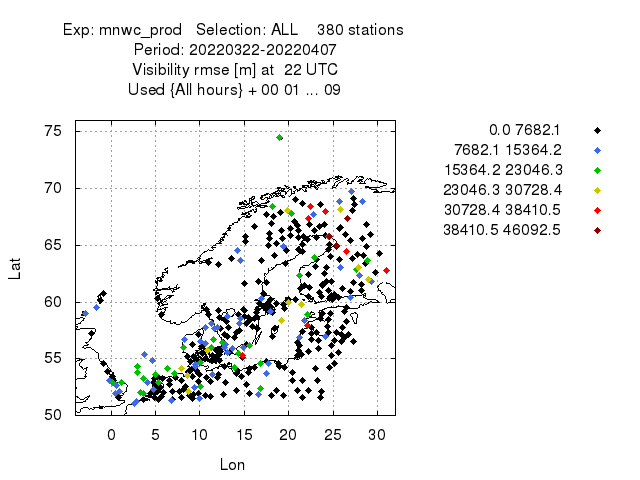 Exp: mnwc_prod Selection: ALL 380 stations
Period: 20220322-20220407
Visibility rmse [m] at 22 UTC
Used {All hours} + 00 01 ... 09
75
70
65
60
55
50
Lat
0 5 10 15 20 25 30
Lon
0.0 7682.1
7682.1 15364.2
15364.2 23046.3
23046.3 30728.4
30728.4 38410.5
38410.5 46092.5